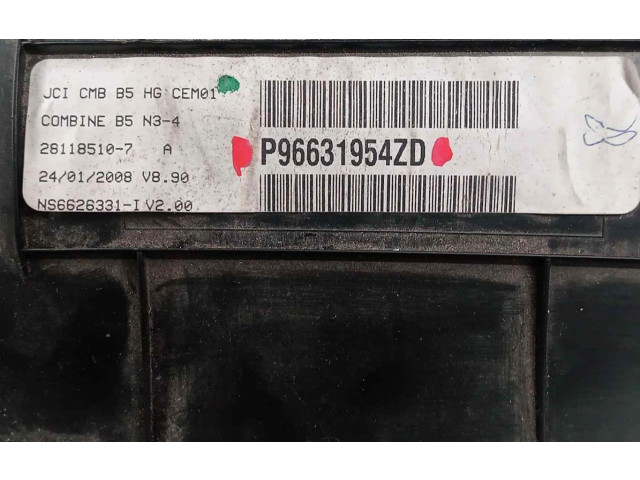 JCI CMB B5 HG CEM01
COMBINE B5 N3-4
28118510-7 A
24/01/2008 V8.90
NS6626331-I V2.00
P96631954ZD